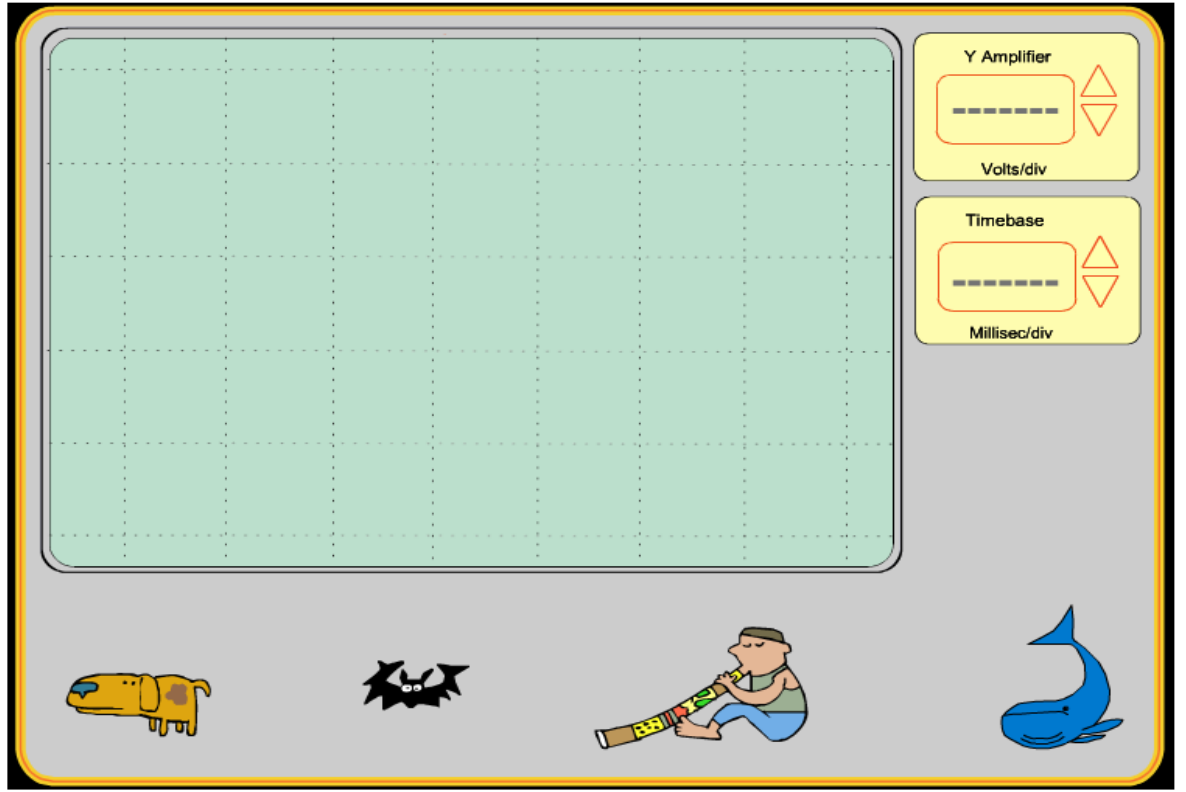 Y Amplifier
-------
Volts/div
Timebase
-------
Millisec/div